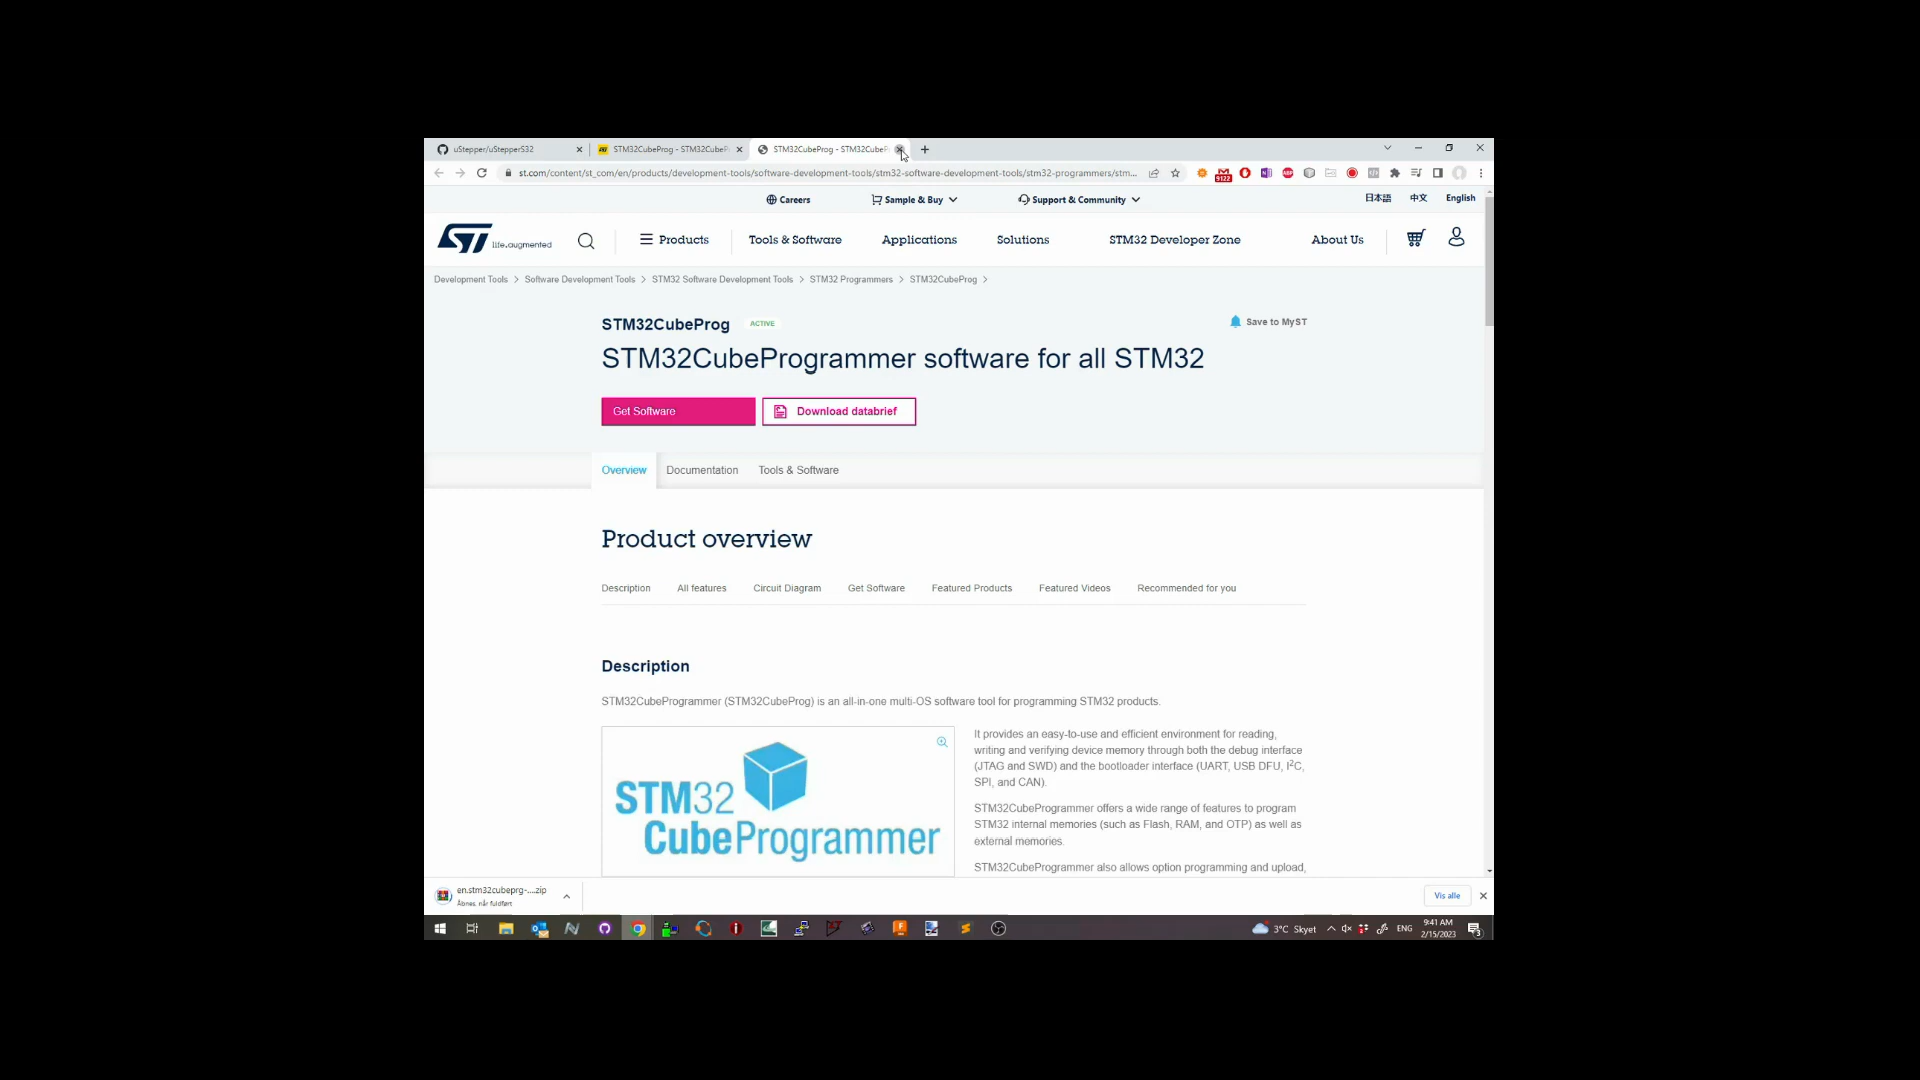 uStepper/uStepperS32
STM32CubeProg - STM32CubeP
STM32CubeProg - STM32CubeP
st.com/content/st_com/en/products/development-tools/software-development-tools/stm32-software-development-tools/stm32-programmers/stm...
9122
ABP
Careers
Sample & Buy
Support & Community
日本語
中文
English
ST life.augmented
Products
Tools & Software
Applications
Solutions
STM32 Developer Zone
About Us
Development Tools > Software Development Tools > STM32 Software Development Tools > STM32 Programmers > STM32CubeProg >
STM32CubeProg ACTIVE
Save to MyST
STM32CubeProgrammer software for all STM32
Get Software
Download databrief
Overview
Documentation
Tools & Software
Product overview
Description
All features
Circuit Diagram
Get Software
Featured Products
Featured Videos
Recommended for you
Description
STM32CubeProgrammer (STM32CubeProg) is an all-in-one multi-OS software tool for programming STM32 products.
STM32
CubeProgrammer
It provides an easy-to-use and efficient environment for reading,
writing and verifying device memory through both the debug interface
(JTAG and SWD) and the bootloader interface (UART, USB DFU, I²C,
SPI, and CAN).
STM32CubeProgrammer offers a wide range of features to program
STM32 internal memories (such as Flash, RAM, and OTP) as well as
external memories.
STM32CubeProgrammer also allows option programming and upload,
en.stm32cubeprg-....zip
Åbnes, når fuldført
Vis alle
3°C Skyet
ENG
9:41 AM
2/15/2023
3